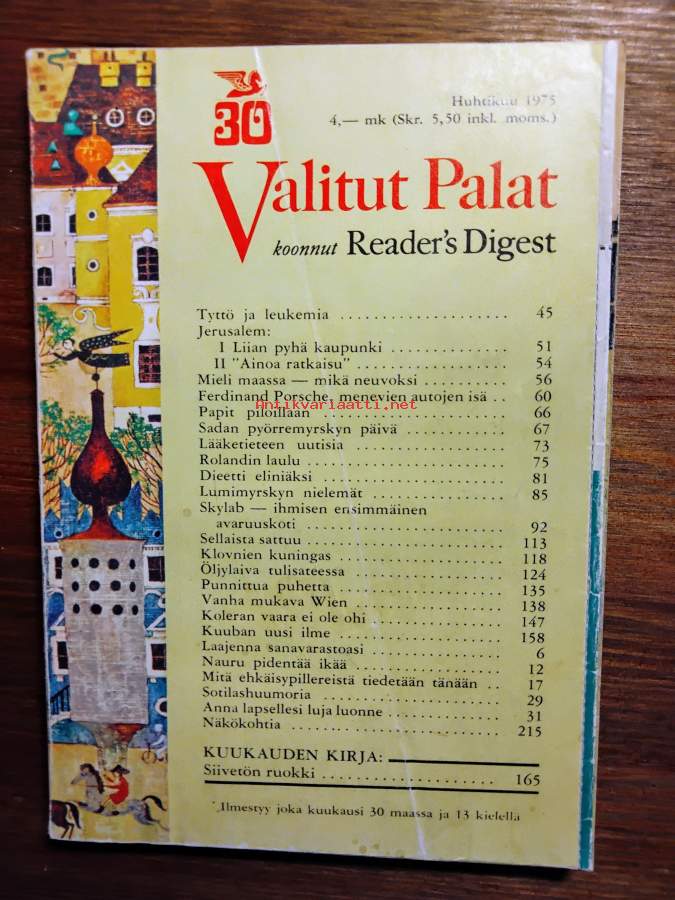 30
Huhtikuu 1975
4,— mk (Skr. 5,50 inkl. moms.)
Valitut Palat
koonnut Reader's Digest
Tyttö ja leukemia .................... 45
Jerusalem:
I Liian pyhä kaupunki ............... 51
II "Ainoa ratkaisu" ................... 54
Mieli maassa — mikä neuvoksi ........... 56
Ferdinand Porsche, menevien autojen isä .. 60
Antikvariaatti.net
Papit piloillaan ...................... 66
Sadan pyörremyrskyn päivä ............. 67
Lääketieteen uutisia .................... 73
Rolandin laulu ........................ 75
Dieetti eliniäksi ....................... 81
Lumimyrskyn nielemät .................. 85
Skylab — ihmisen ensimmäinen
avaruuskoti ......................... 92
Sellaista sattuu ........................ 113
Klovnien kuningas ..................... 118
Öljylaiva tulisateessa ................... 124
Punnittua puhetta ...................... 135
Vanha mukava Wien .................... 138
Koleran vaara ei ole ohi ................. 147
Kuuban uusi ilme ...................... 158
Laajenna sanavarastoasi ................. 6
Nauru pidentää ikää .................... 12
Mitä ehkäisypillereistä tiedetään tänään .. 17
Sotilashuumoria ........................ 29
Anna lapsellesi luja luonne .............. 31
Näkökohtia ........................... 215
KUUKAUDEN KIRJA:
Siivetön ruokki ....................... 165
Ilmestyy joka kuukausi 30 maassa ja 13 kielellä